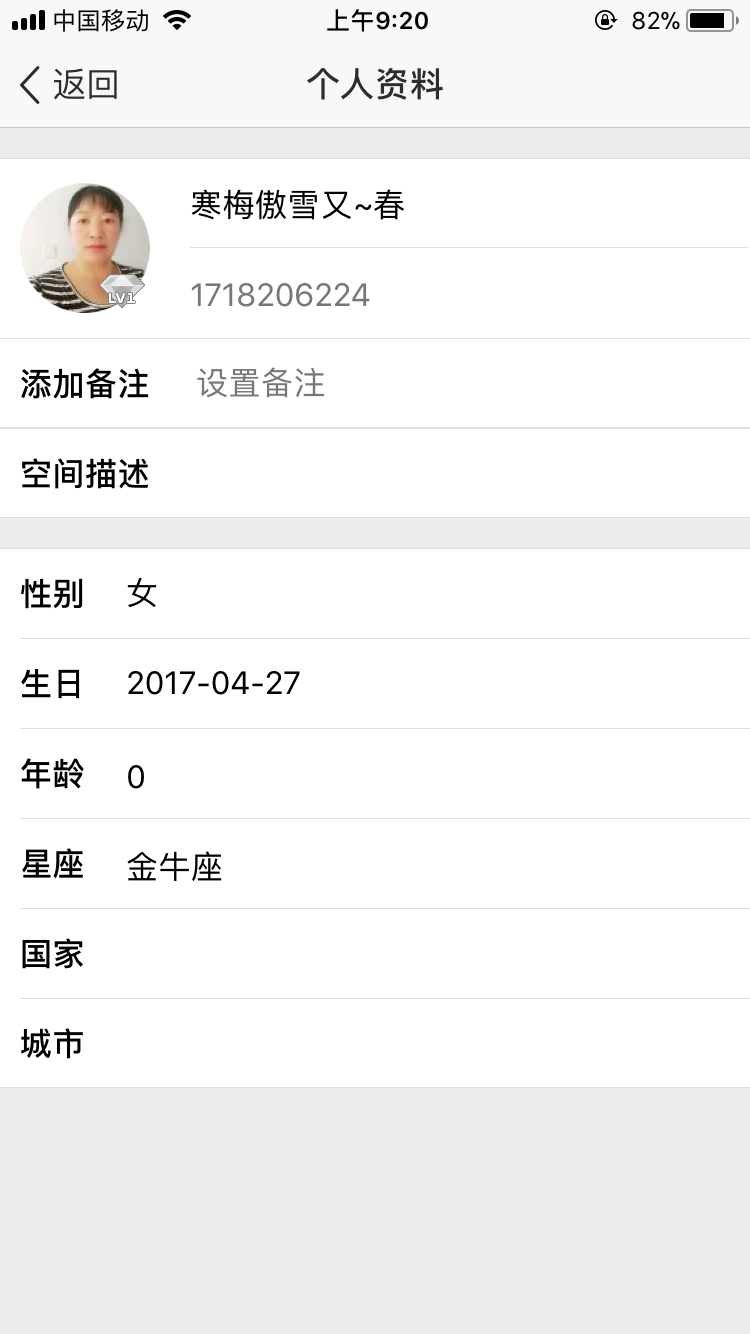 中国移动 上午9:20 82%
返回 个人资料
寒梅傲雪又~春
LV1
1718206224
添加备注 设置备注
空间描述
性别 女
生日 2017-04-27
年龄 0
星座 金牛座
国家
城市